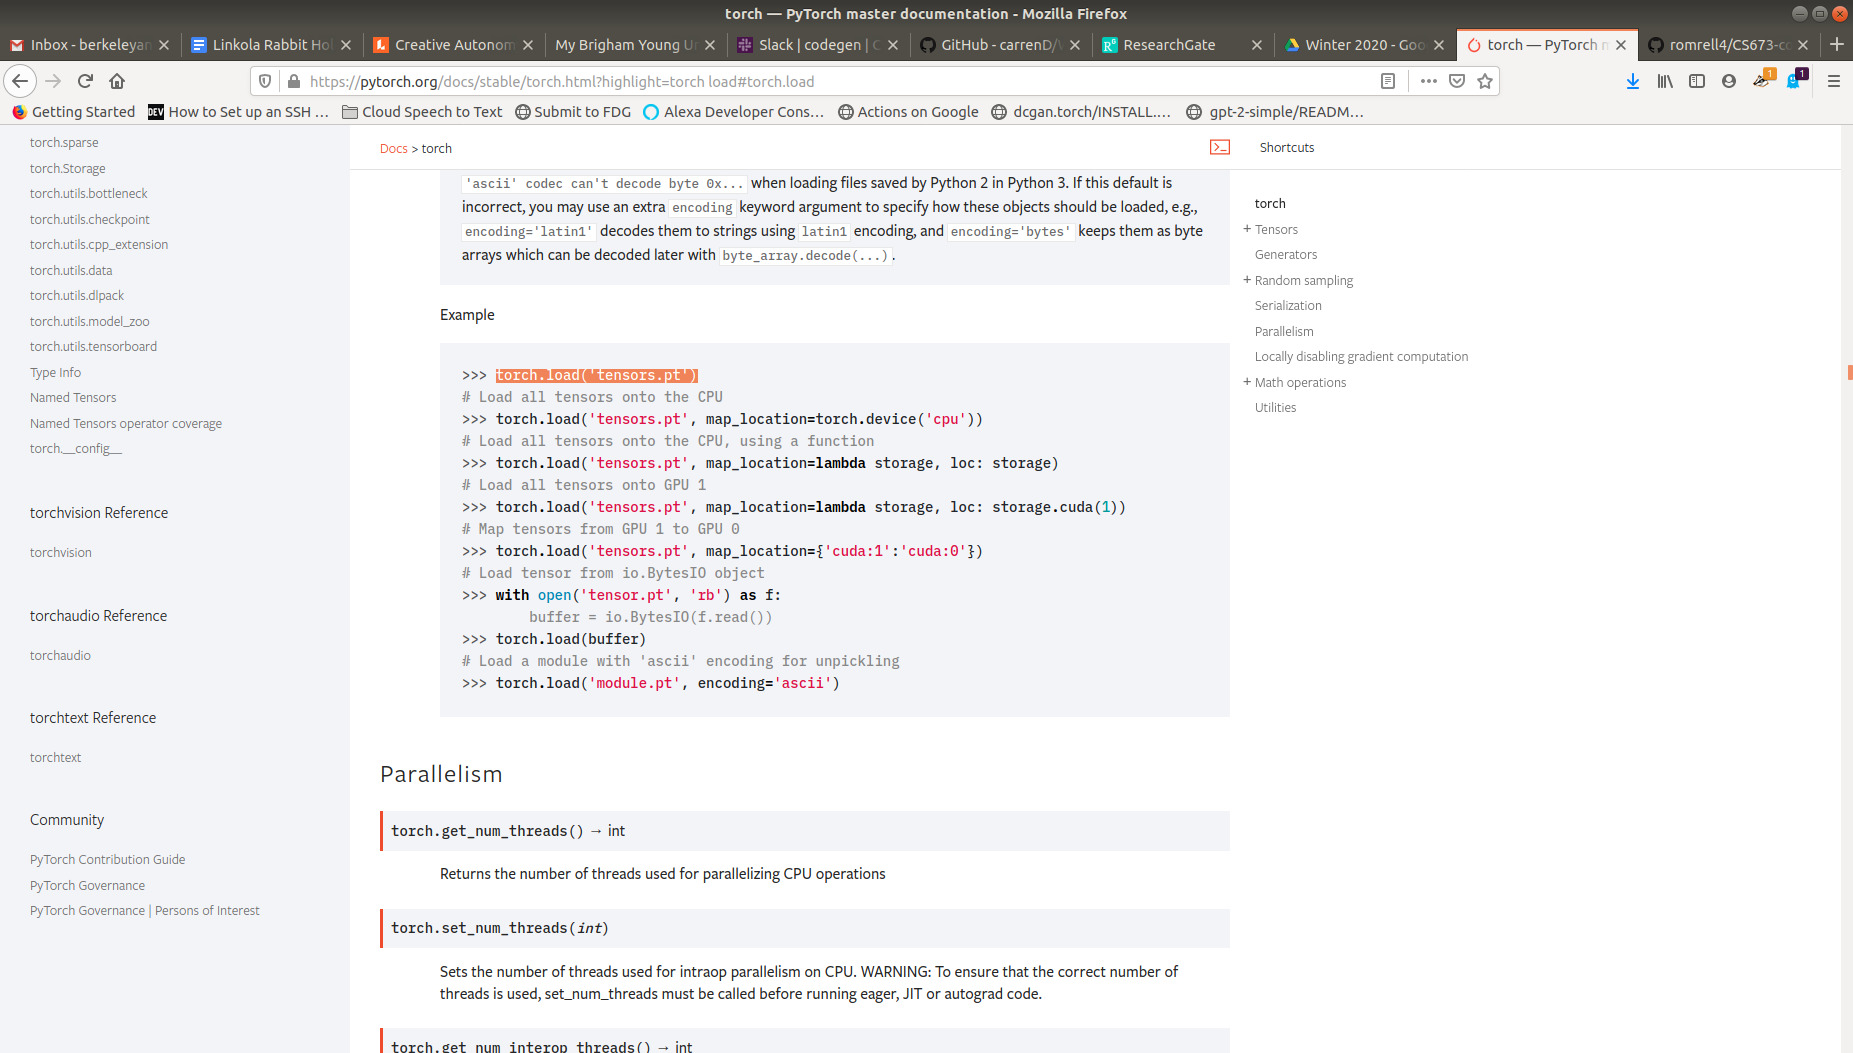 torch — PyTorch master documentation - Mozilla Firefox
Inbox - berkeleyan
Linkola Rabbit Ho
Creative Autonom
My Brigham Young U
Slack | codegen | C
GitHub - carrenD/
ResearchGate
Winter 2020 - Goo
torch — PyTorch m
romrell4/CS673-c
https://pytorch.org/docs/stable/torch.html?highlight=torch load#torch.load
1
1
Getting Started
DEV How to Set up an SSH ...
Cloud Speech to Text
Submit to FDG
Alexa Developer Cons...
Actions on Google
dcgan.torch/INSTALL....
gpt-2-simple/READM...
torch.sparse
torch.Storage
torch.utils.bottleneck
torch.utils.checkpoint
torch.utils.cpp_extension
torch.utils.data
torch.utils.dlpack
torch.utils.model_zoo
torch.utils.tensorboard
Type Info
Named Tensors
Named Tensors operator coverage
torch.__config__
torchvision Reference
torchvision
torchaudio Reference
torchaudio
torchtext Reference
torchtext
Community
PyTorch Contribution Guide
PyTorch Governance
PyTorch Governance | Persons of Interest
Docs > torch
'ascii' codec can't decode byte 0x... when loading files saved by Python 2 in Python 3. If this default is
incorrect, you may use an extra encoding keyword argument to specify how these objects should be loaded, e.g.,
encoding='latin1' decodes them to strings using latin1 encoding, and encoding='bytes' keeps them as byte
arrays which can be decoded later with byte_array.decode(...).
Example
>>> torch.load('tensors.pt')
# Load all tensors onto the CPU
>>> torch.load('tensors.pt', map_location=torch.device('cpu'))
# Load all tensors onto the CPU, using a function
>>> torch.load('tensors.pt', map_location=lambda storage, loc: storage)
# Load all tensors onto GPU 1
>>> torch.load('tensors.pt', map_location=lambda storage, loc: storage.cuda(1))
# Map tensors from GPU 1 to GPU 0
>>> torch.load('tensors.pt', map_location={'cuda:1':'cuda:0'})
# Load tensor from io.BytesIO object
>>> with open('tensor.pt', 'rb') as f:
        buffer = io.BytesIO(f.read())
>>> torch.load(buffer)
# Load a module with 'ascii' encoding for unpickling
>>> torch.load('module.pt', encoding='ascii')
Parallelism
torch.get_num_threads() → int
Returns the number of threads used for parallelizing CPU operations
torch.set_num_threads(int)
Sets the number of threads used for intraop parallelism on CPU. WARNING: To ensure that the correct number of
threads is used, set_num_threads must be called before running eager, JIT or autograd code.
torch.get_num_interop_threads() → int
Shortcuts
torch
+ Tensors
Generators
+ Random sampling
Serialization
Parallelism
Locally disabling gradient computation
+ Math operations
Utilities